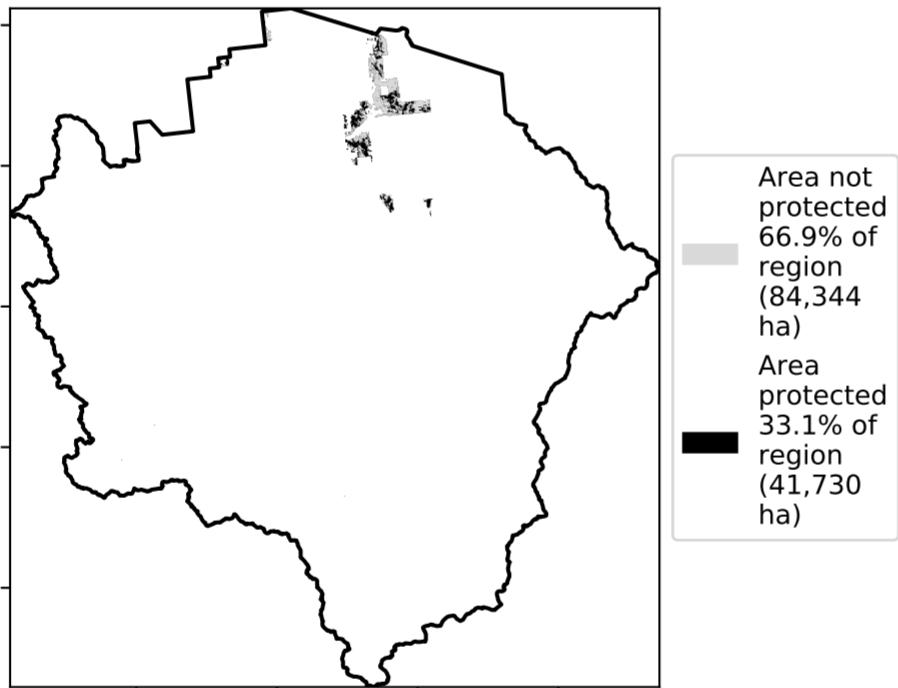 Area not
protected
66.9% of
region
(84,344
ha)
Area
protected
33.1% of
region
(41,730
ha)